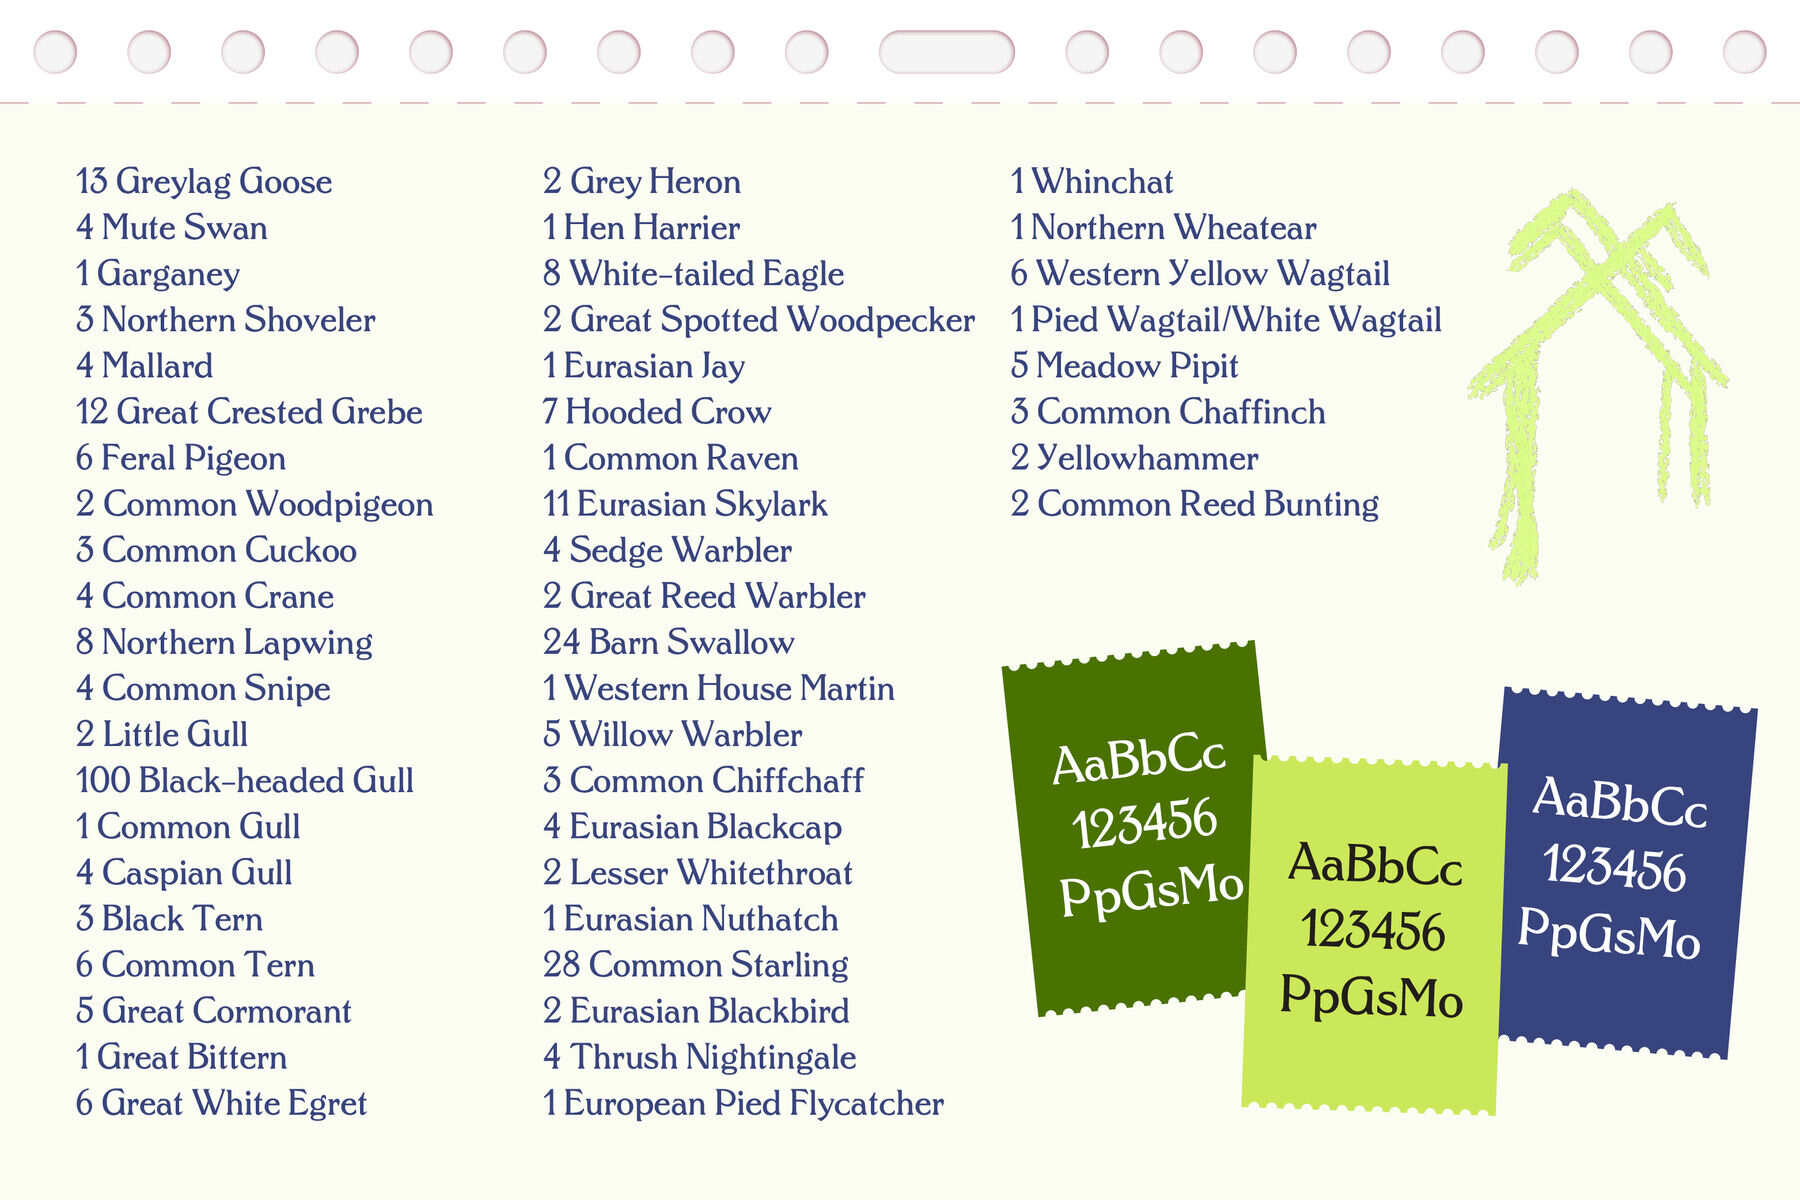 13 Greylag Goose
4 Mute Swan
1 Garganey
3 Northern Shoveler
4 Mallard
12 Great Crested Grebe
6 Feral Pigeon
2 Common Woodpigeon
3 Common Cuckoo
4 Common Crane
8 Northern Lapwing
4 Common Snipe
2 Little Gull
100 Black-headed Gull
1 Common Gull
4 Caspian Gull
3 Black Tern
6 Common Tern
5 Great Cormorant
1 Great Bittern
6 Great White Egret
2 Grey Heron
1 Hen Harrier
8 White-tailed Eagle
2 Great Spotted Woodpecker
1 Eurasian Jay
7 Hooded Crow
1 Common Raven
11 Eurasian Skylark
4 Sedge Warbler
2 Great Reed Warbler
24 Barn Swallow
1 Western House Martin
5 Willow Warbler
3 Common Chiffchaff
4 Eurasian Blackcap
2 Lesser Whitethroat
1 Eurasian Nuthatch
28 Common Starling
2 Eurasian Blackbird
4 Thrush Nightingale
1 European Pied Flycatcher
1 Whinchat
1 Northern Wheatear
6 Western Yellow Wagtail
1 Pied Wagtail/White Wagtail
5 Meadow Pipit
3 Common Chaffinch
2 Yellowhammer
2 Common Reed Bunting
AaBbCc
123456
PpGsMo
AaBbCc
123456
PpGsMo
AaBbCc
123456
PpGsMo